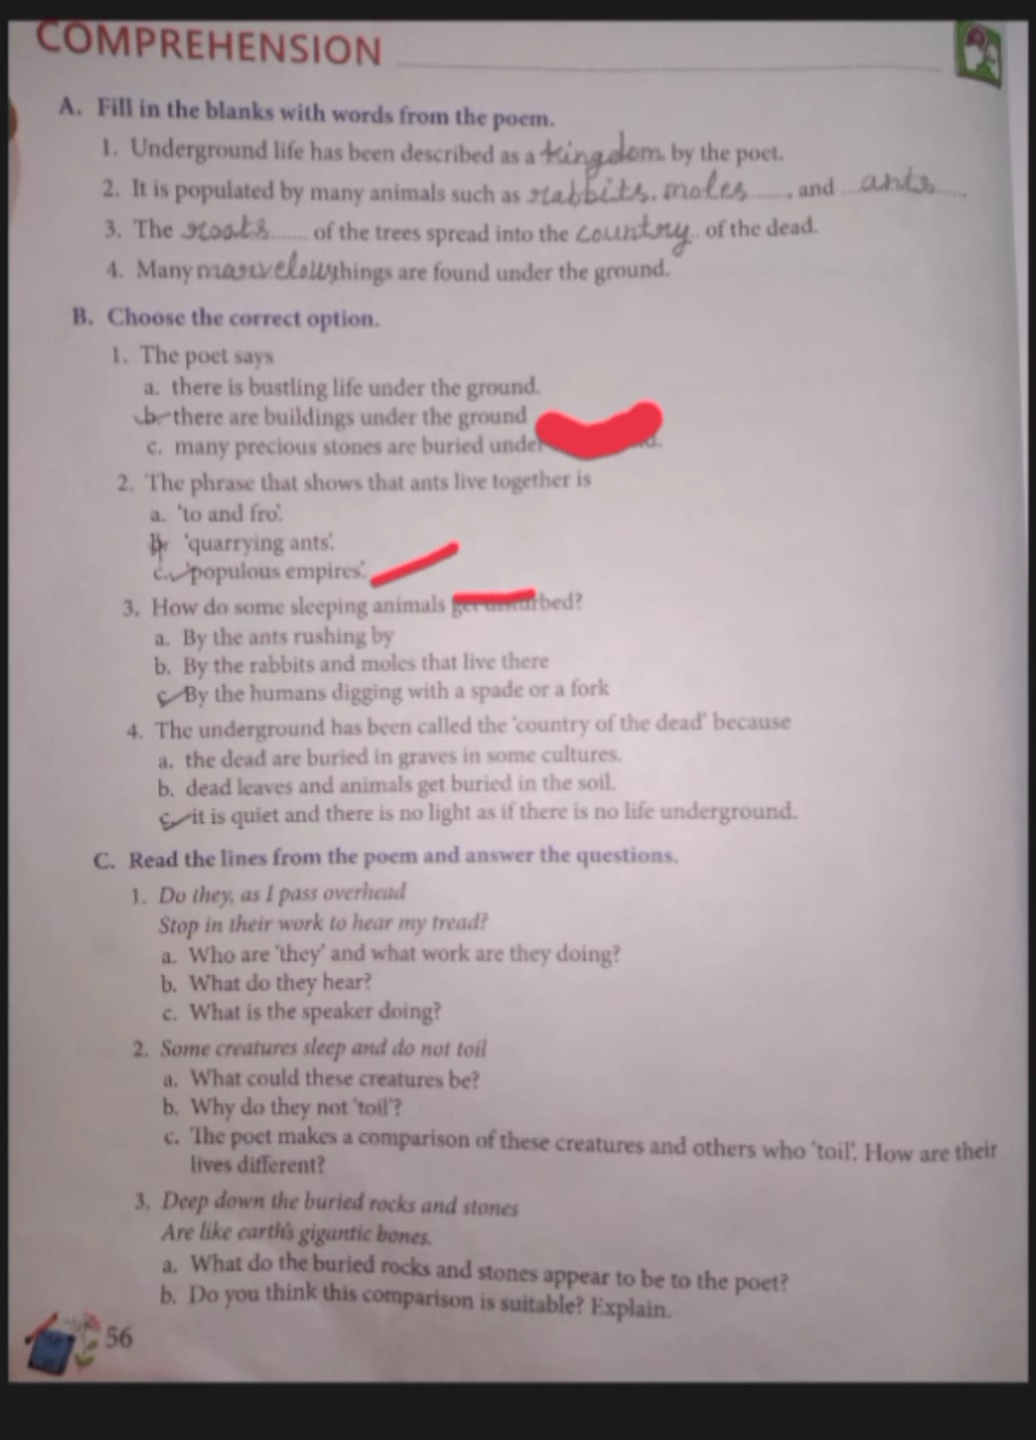 COMPREHENSION
A. Fill in the blanks with words from the poem.
1. Underground life has been described as a kingdom by the poet.
2. It is populated by many animals such as rabbits, moles, and ants.
3. The roots of the trees spread into the country of the dead.
4. Many marvelous things are found under the ground.
B. Choose the correct option.
1. The poet says
a. there is bustling life under the ground.
b. there are buildings under the ground
c. many precious stones are buried under
2. The phrase that shows that ants live together is
a. 'to and fro'.
b. 'quarrying ants'.
c. 'populous empires'.
3. How do some sleeping animals get disturbed?
a. By the ants rushing by
b. By the rabbits and moles that live there
c. By the humans digging with a spade or a fork
4. The underground has been called the 'country of the dead' because
a. the dead are buried in graves in some cultures.
b. dead leaves and animals get buried in the soil.
c. it is quiet and there is no light as if there is no life underground.
C. Read the lines from the poem and answer the questions.
1. Do they, as I pass overhead
Stop in their work to hear my tread?
a. Who are 'they' and what work are they doing?
b. What do they hear?
c. What is the speaker doing?
2. Some creatures sleep and do not toil
a. What could these creatures be?
b. Why do they not 'toil'?
c. The poet makes a comparison of these creatures and others who 'toil'. How are their
lives different?
3. Deep down the buried rocks and stones
Are like earth's gigantic bones.
a. What do the buried rocks and stones appear to be to the poet?
b. Do you think this comparison is suitable? Explain.
56